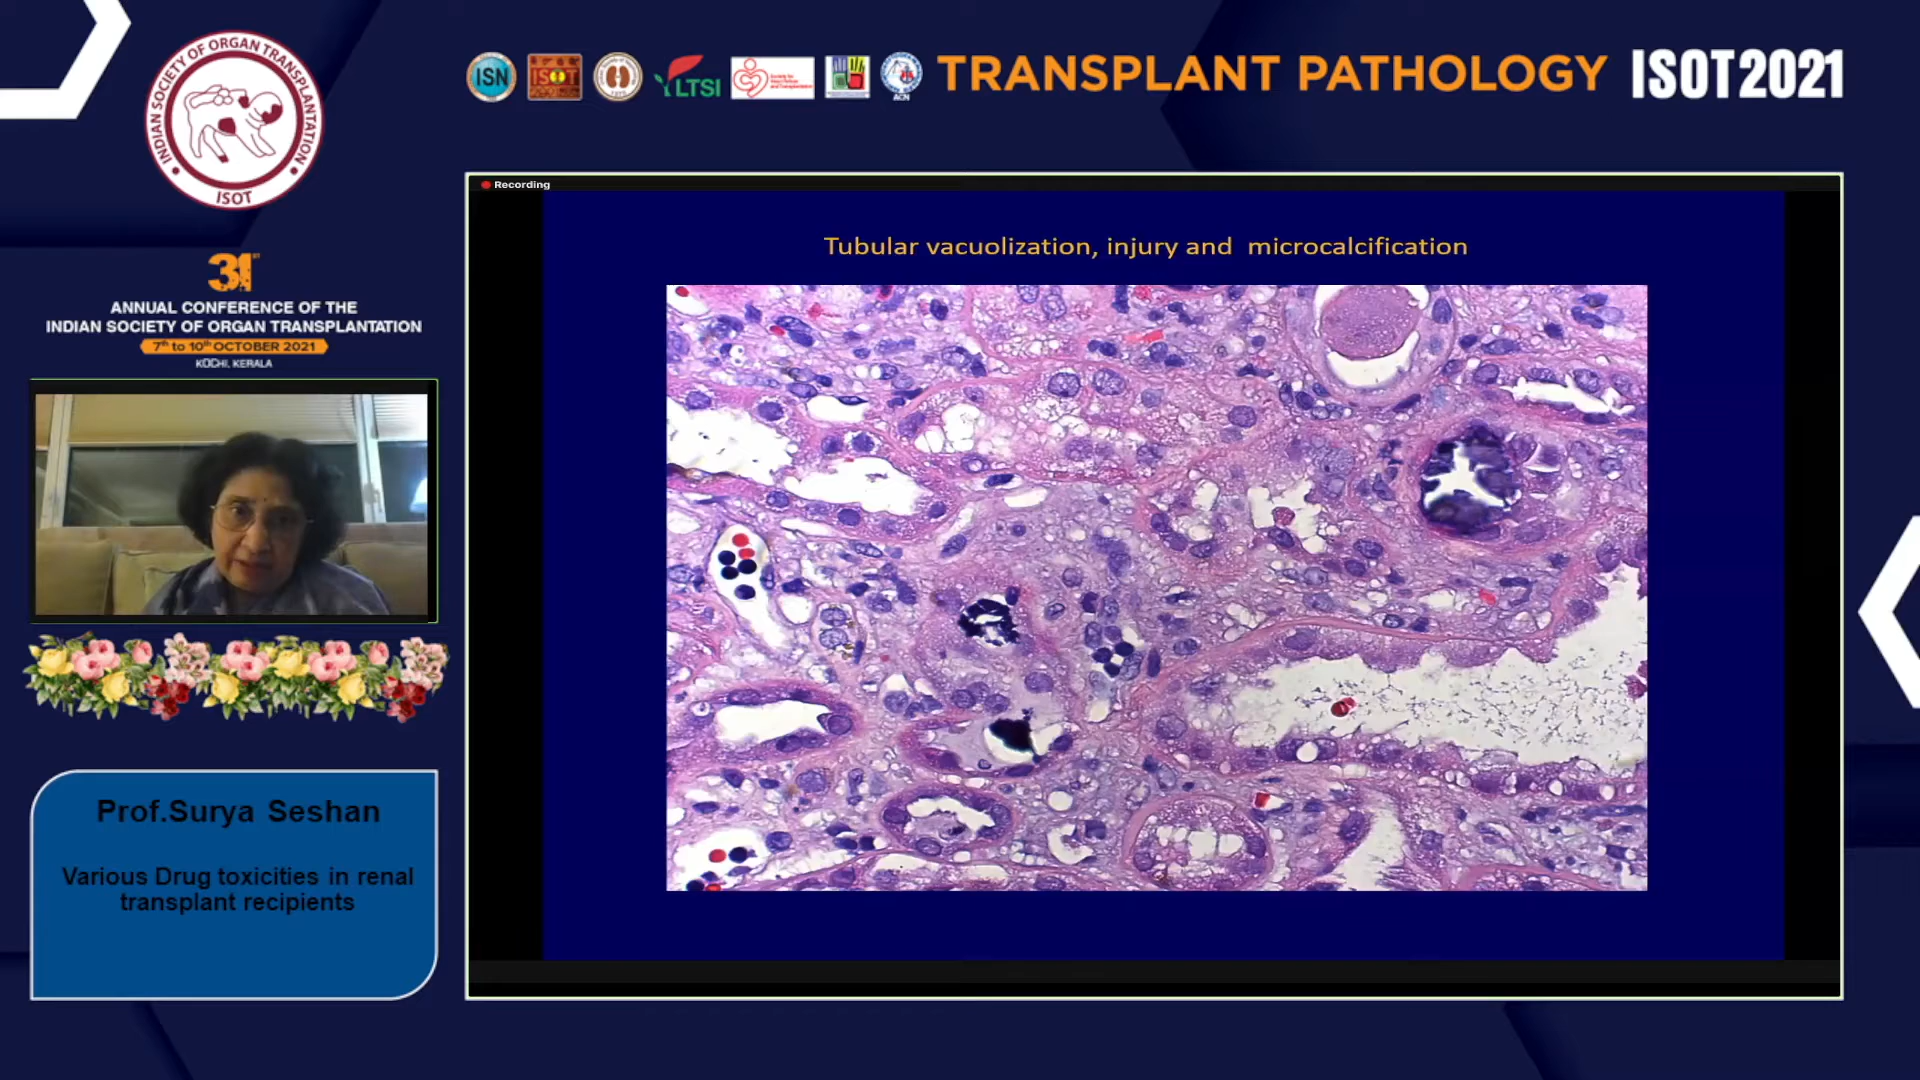 INDIAN SOCIETY OF ORGAN TRANSPLANTATION
ISOT
31ST
ANNUAL CONFERENCE OF THE
INDIAN SOCIETY OF ORGAN TRANSPLANTATION
7th to 10th OCTOBER 2021
KOCHI, KERALA
ISN
ISOT
LTSI
ACN
TRANSPLANT PATHOLOGY ISOT2021
Recording
Tubular vacuolization, injury and microcalcification
Prof.Surya Seshan
Various Drug toxicities in renal
transplant recipients